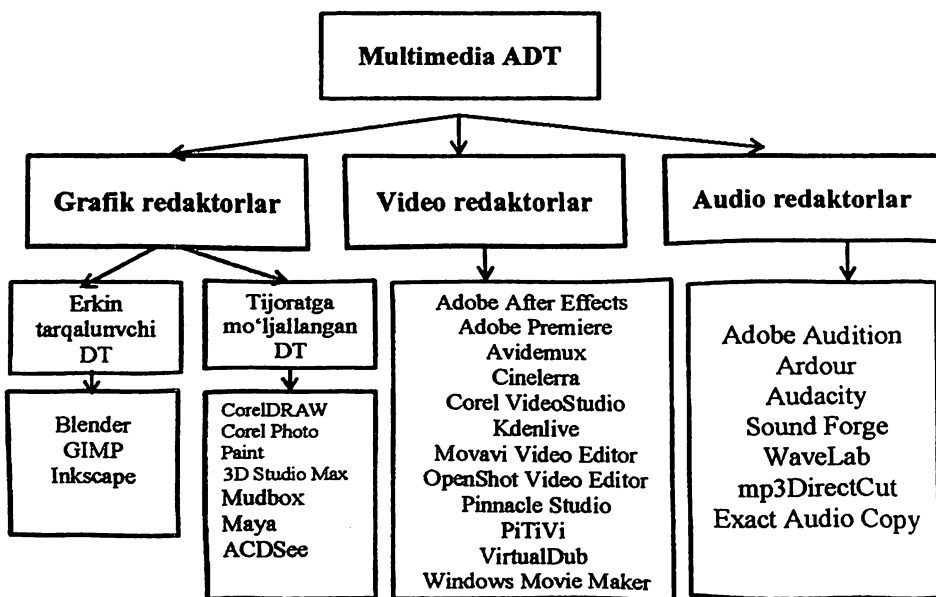 Multimedia ADT
Grafik redaktorlar
Video redaktorlar
Audio redaktorlar
Erkin
tarqalunvchi
DT
Tijoratga
mo‘ljallangan
DT
Blender
GIMP
Inkscape
CorelDRAW
Corel Photo
Paint
3D Studio Max
Mudbox
Maya
ACDSee
Adobe After Effects
Adobe Premiere
Avidemux
Cinelerra
Corel VideoStudio
Kdenlive
Movavi Video Editor
OpenShot Video Editor
Pinnacle Studio
PiTiVi
VirtualDub
Windows Movie Maker
Adobe Audition
Ardour
Audacity
Sound Forge
WaveLab
mp3DirectCut
Exact Audio Copy